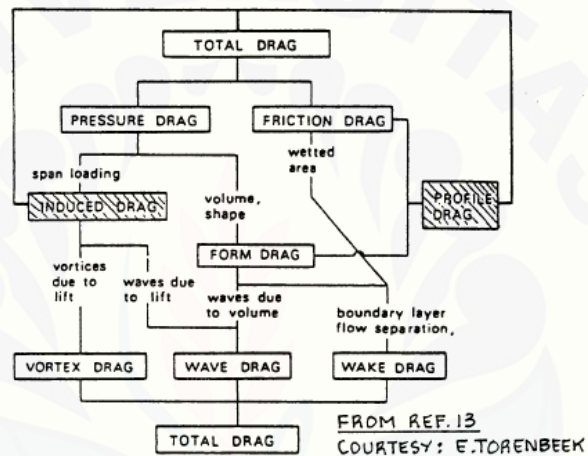 TOTAL DRAG
PRESSURE DRAG
FRICTION DRAG
wetted
area
span loading
INDUCED DRAG
volume,
shape
PROFILE
DRAG
FORM DRAG
vortices
due to
lift
waves due
to lift
waves due
to volume
boundary layer
flow separation,
VORTEX DRAG
WAVE DRAG
WAKE DRAG
TOTAL DRAG
FROM REF. 13
COURTESY: E.TORENBEEK